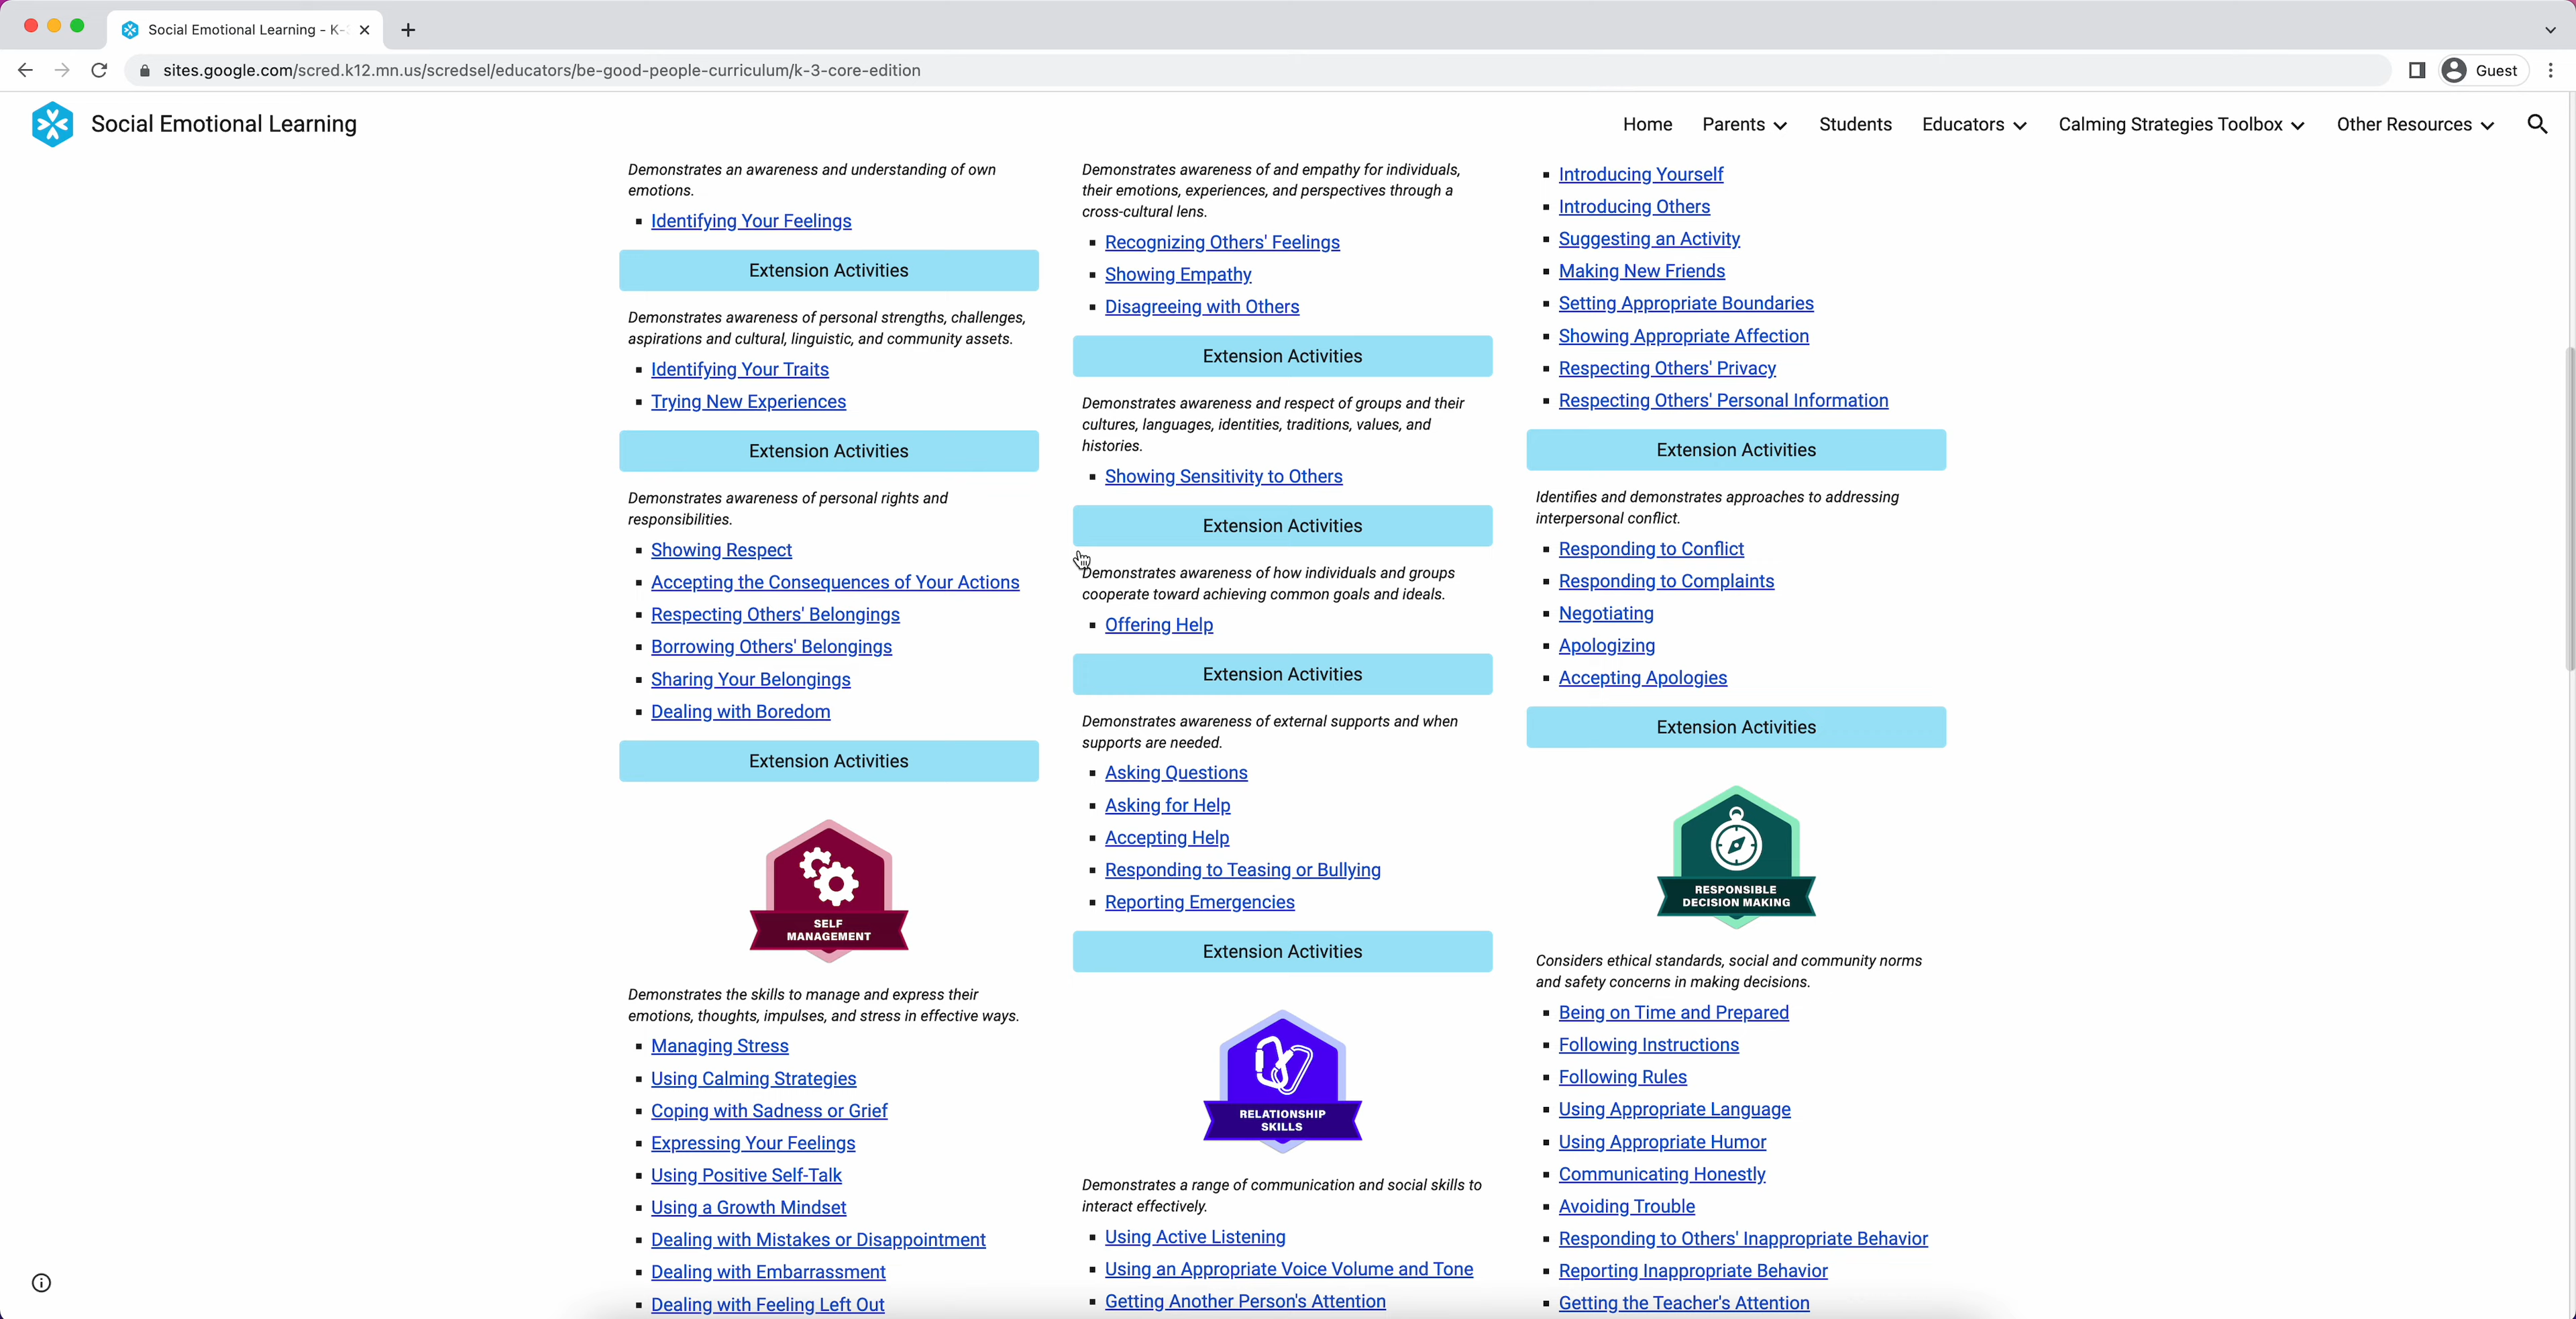 Social Emotional Learning - K-
sites.google.com/scred.k12.mn.us/scredsel/educators/be-good-people-curriculum/k-3-core-edition
Guest
Social Emotional Learning
Home
Parents
Students
Educators
Calming Strategies Toolbox
Other Resources
Demonstrates an awareness and understanding of own
emotions.
Identifying Your Feelings
Extension Activities
Demonstrates awareness of personal strengths, challenges,
aspirations and cultural, linguistic, and community assets.
Identifying Your Traits
Trying New Experiences
Extension Activities
Demonstrates awareness of personal rights and
responsibilities.
Showing Respect
Accepting the Consequences of Your Actions
Respecting Others' Belongings
Borrowing Others' Belongings
Sharing Your Belongings
Dealing with Boredom
Extension Activities
SELF
MANAGEMENT
Demonstrates the skills to manage and express their
emotions, thoughts, impulses, and stress in effective ways.
Managing Stress
Using Calming Strategies
Coping with Sadness or Grief
Expressing Your Feelings
Using Positive Self-Talk
Using a Growth Mindset
Dealing with Mistakes or Disappointment
Dealing with Embarrassment
Dealing with Feeling Left Out
Demonstrates awareness of and empathy for individuals,
their emotions, experiences, and perspectives through a
cross-cultural lens.
Recognizing Others' Feelings
Showing Empathy
Disagreeing with Others
Extension Activities
Demonstrates awareness and respect of groups and their
cultures, languages, identities, traditions, values, and
histories.
Showing Sensitivity to Others
Extension Activities
Demonstrates awareness of how individuals and groups
cooperate toward achieving common goals and ideals.
Offering Help
Extension Activities
Demonstrates awareness of external supports and when
supports are needed.
Asking Questions
Asking for Help
Accepting Help
Responding to Teasing or Bullying
Reporting Emergencies
Extension Activities
RELATIONSHIP
SKILLS
Demonstrates a range of communication and social skills to
interact effectively.
Using Active Listening
Using an Appropriate Voice Volume and Tone
Getting Another Person's Attention
Introducing Yourself
Introducing Others
Suggesting an Activity
Making New Friends
Setting Appropriate Boundaries
Showing Appropriate Affection
Respecting Others' Privacy
Respecting Others' Personal Information
Extension Activities
Identifies and demonstrates approaches to addressing
interpersonal conflict.
Responding to Conflict
Responding to Complaints
Negotiating
Apologizing
Accepting Apologies
Extension Activities
RESPONSIBLE
DECISION MAKING
Considers ethical standards, social and community norms
and safety concerns in making decisions.
Being on Time and Prepared
Following Instructions
Following Rules
Using Appropriate Language
Using Appropriate Humor
Communicating Honestly
Avoiding Trouble
Responding to Others' Inappropriate Behavior
Reporting Inappropriate Behavior
Getting the Teacher's Attention